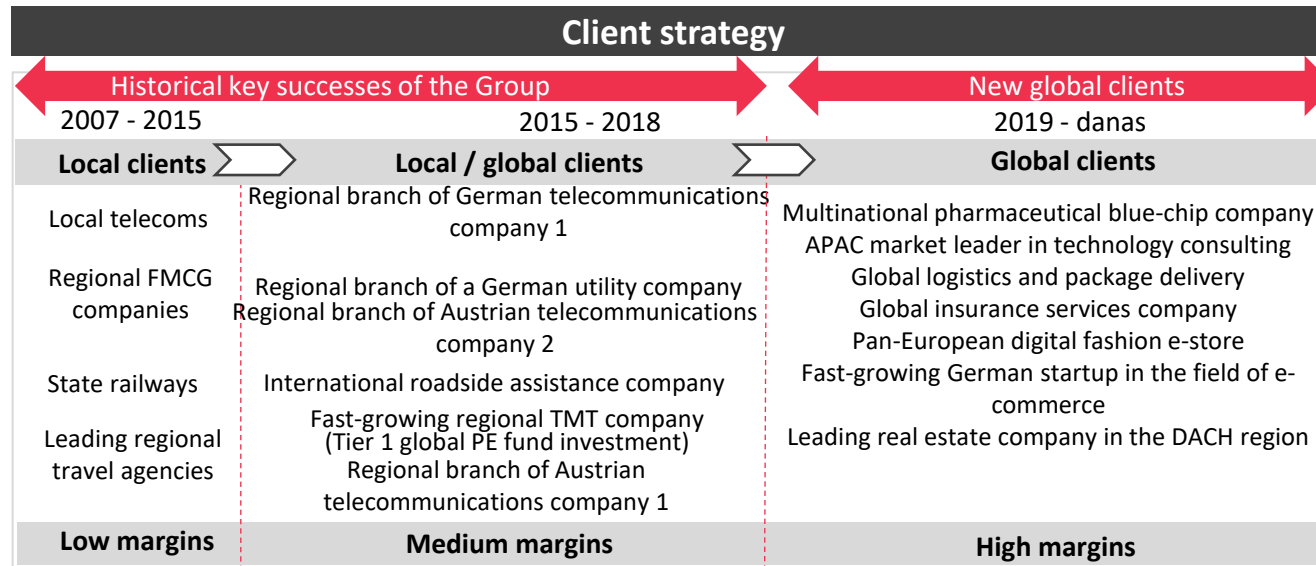 Client strategy
Historical key successes of the Group
New global clients
2007 - 2015
2015 - 2018
2019 - danas
Local clients
Local / global clients
Global clients
Local telecoms
Regional FMCG
companies
State railways
Leading regional
travel agencies
Regional branch of German telecommunications
company 1
Regional branch of a German utility company
Regional branch of Austrian telecommunications
company 2
International roadside assistance company
Fast-growing regional TMT company
(Tier 1 global PE fund investment)
Regional branch of Austrian
telecommunications company 1
Multinational pharmaceutical blue-chip company
APAC market leader in technology consulting
Global logistics and package delivery
Global insurance services company
Pan-European digital fashion e-store
Fast-growing German startup in the field of e-
commerce
Leading real estate company in the DACH region
Low margins
Medium margins
High margins